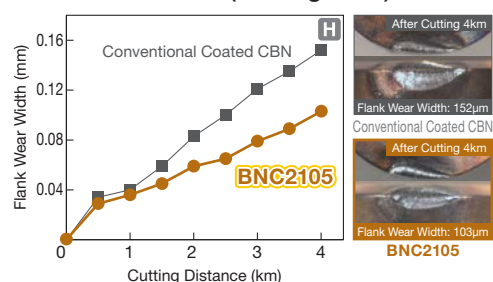 H
Flank Wear Width (mm)
0.16
0.12
0.08
0.04
0
1
2
3
4
Cutting Distance (km)
Conventional Coated CBN
BNC2105
After Cutting 4km
Flank Wear Width: 152µm
Conventional Coated CBN
After Cutting 4km
Flank Wear Width: 103µm
BNC2105